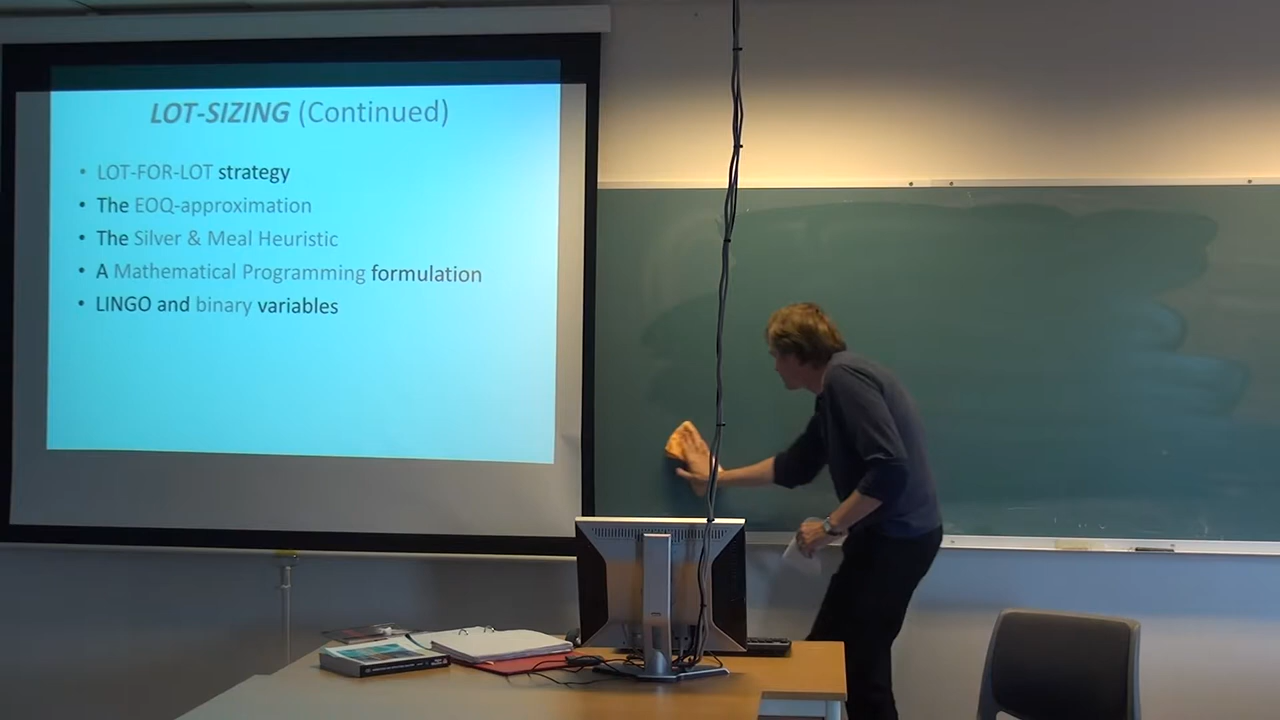 LOT-SIZING (Continued)
• LOT-FOR-LOT strategy
• The EOQ-approximation
• The Silver & Meal Heuristic
• A Mathematical Programming formulation
• LINGO and binary variables